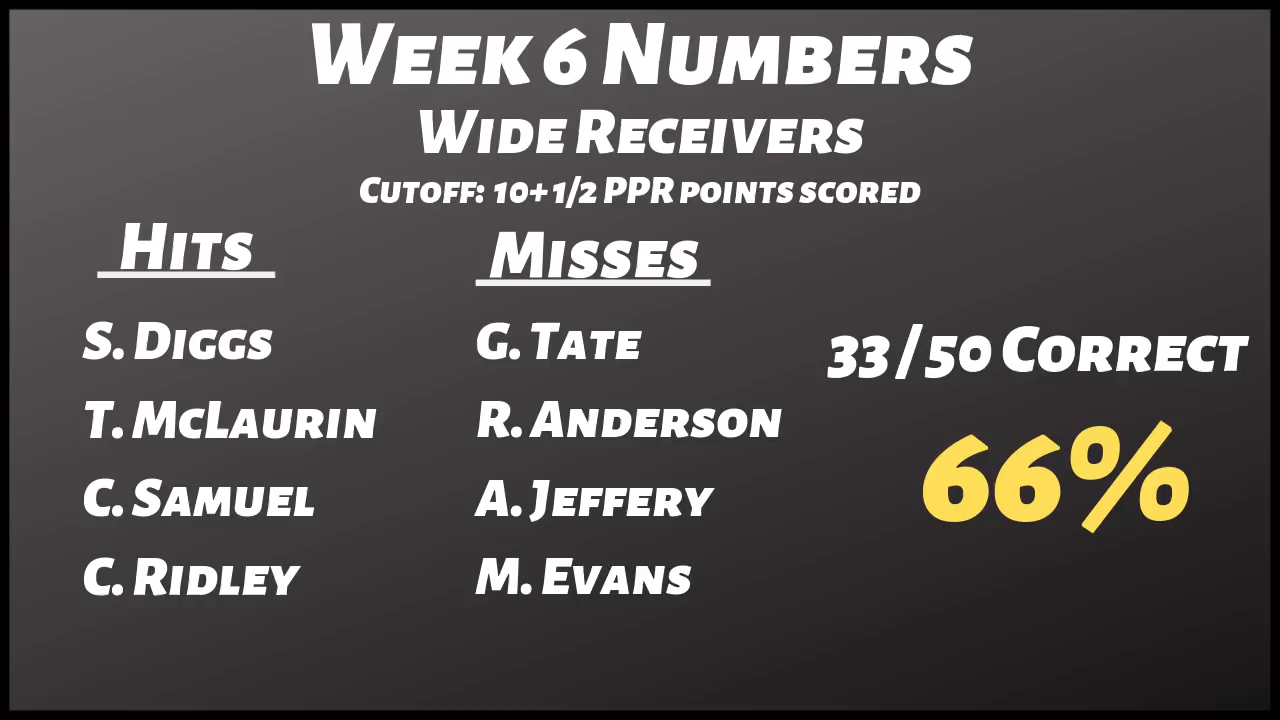 Week 6 Numbers
Wide Receivers
Cutoff: 10+ 1/2 PPR points scored
Hits
Misses
S. Diggs
G. Tate
33/50 Correct
T. McLaurin
R. Anderson
66%
C. Samuel
A. Jeffery
C. Ridley
M. Evans